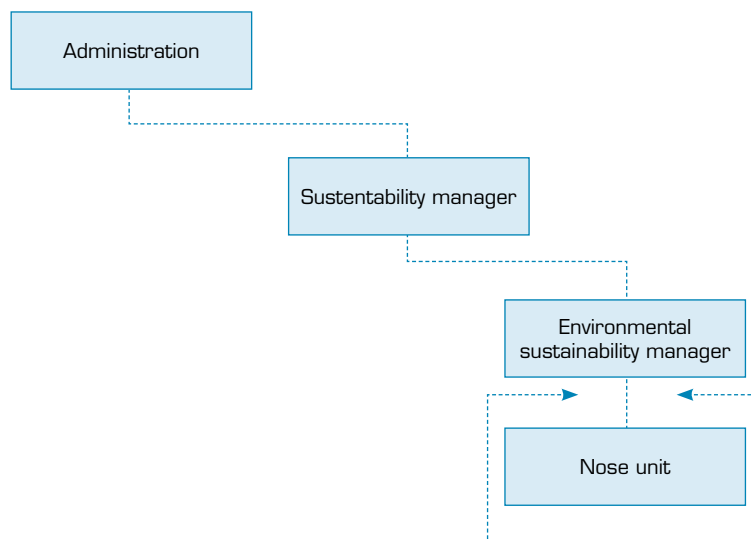 Administration
Sustentability manager
Environmental
sustainability manager
Nose unit